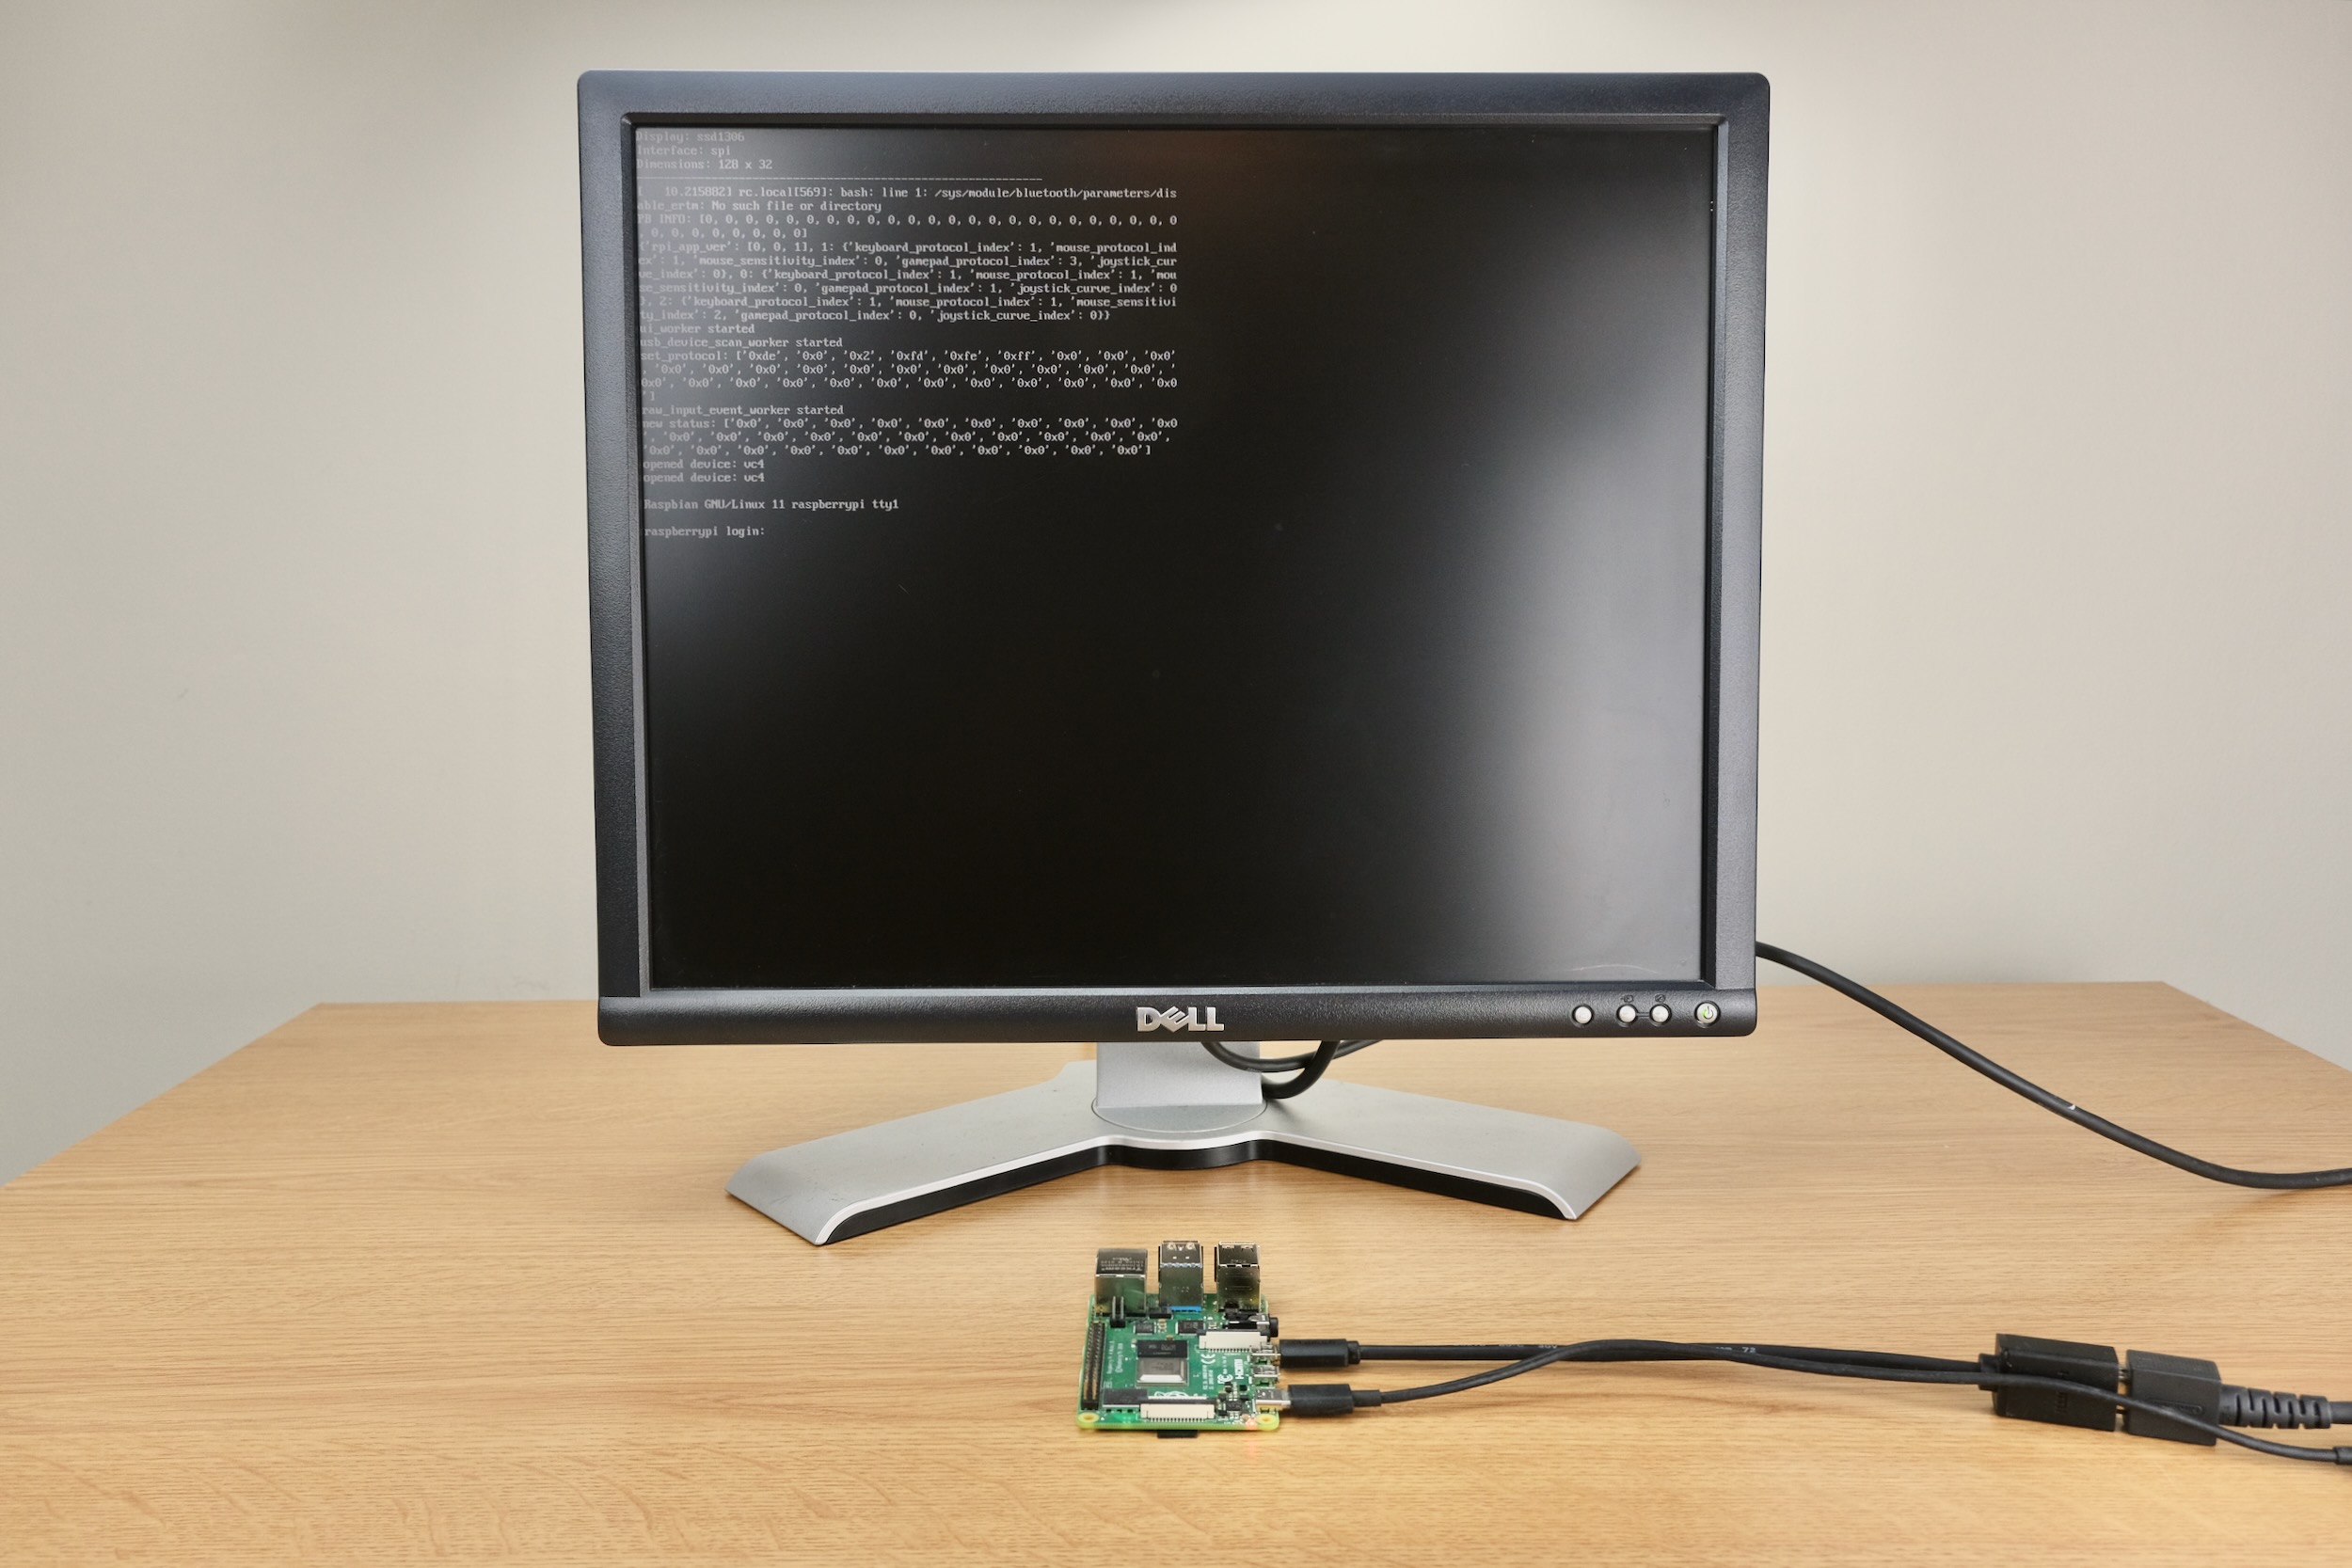 Display: ssd1306
Interface: spi
Dimensions: 128 x 32
------------------------------------------------------------
[   10.215882] rc.local[569]: bash: line 1: /sys/module/bluetooth/parameters/dis
able_ertm: No such file or directory
PB INFO: [0, 0, 0, 0, 0, 0, 0, 0, 0, 0, 0, 0, 0, 0, 0, 0, 0, 0, 0, 0, 0, 0, 0, 0
, 0, 0, 0, 0, 0, 0, 0, 0]
{'rpi_app_ver': [0, 0, 1], 1: {'keyboard_protocol_index': 1, 'mouse_protocol_ind
ex': 1, 'mouse_sensitivity_index': 0, 'gamepad_protocol_index': 3, 'joystick_cur
ve_index': 0}, 0: {'keyboard_protocol_index': 1, 'mouse_protocol_index': 1, 'mou
se_sensitivity_index': 0, 'gamepad_protocol_index': 1, 'joystick_curve_index': 0
}, 2: {'keyboard_protocol_index': 1, 'mouse_protocol_index': 1, 'mouse_sensitivi
ty_index': 2, 'gamepad_protocol_index': 0, 'joystick_curve_index': 0}}
ui_worker started
usb_device_scan_worker started
set_protocol: ['0xde', '0x0', '0x2', '0xfd', '0xfe', '0xff', '0x0', '0x0', '0x0'
, '0x0', '0x0', '0x0', '0x0', '0x0', '0x0', '0x0', '0x0', '0x0', '0x0', '0x0', '
0x0', '0x0', '0x0', '0x0', '0x0', '0x0', '0x0', '0x0', '0x0', '0x0', '0x0', '0x0
']
raw_input_event_worker started
new status: ['0x0', '0x0', '0x0', '0x0', '0x0', '0x0', '0x0', '0x0', '0x0', '0x0
', '0x0', '0x0', '0x0', '0x0', '0x0', '0x0', '0x0', '0x0', '0x0', '0x0', '0x0',
'0x0', '0x0', '0x0', '0x0', '0x0', '0x0', '0x0', '0x0', '0x0', '0x0', '0x0']
opened device: vc4
opened device: vc4
Raspbian GNU/Linux 11 raspberrypi tty1
raspberrypi login:
DELL
HDMI
72